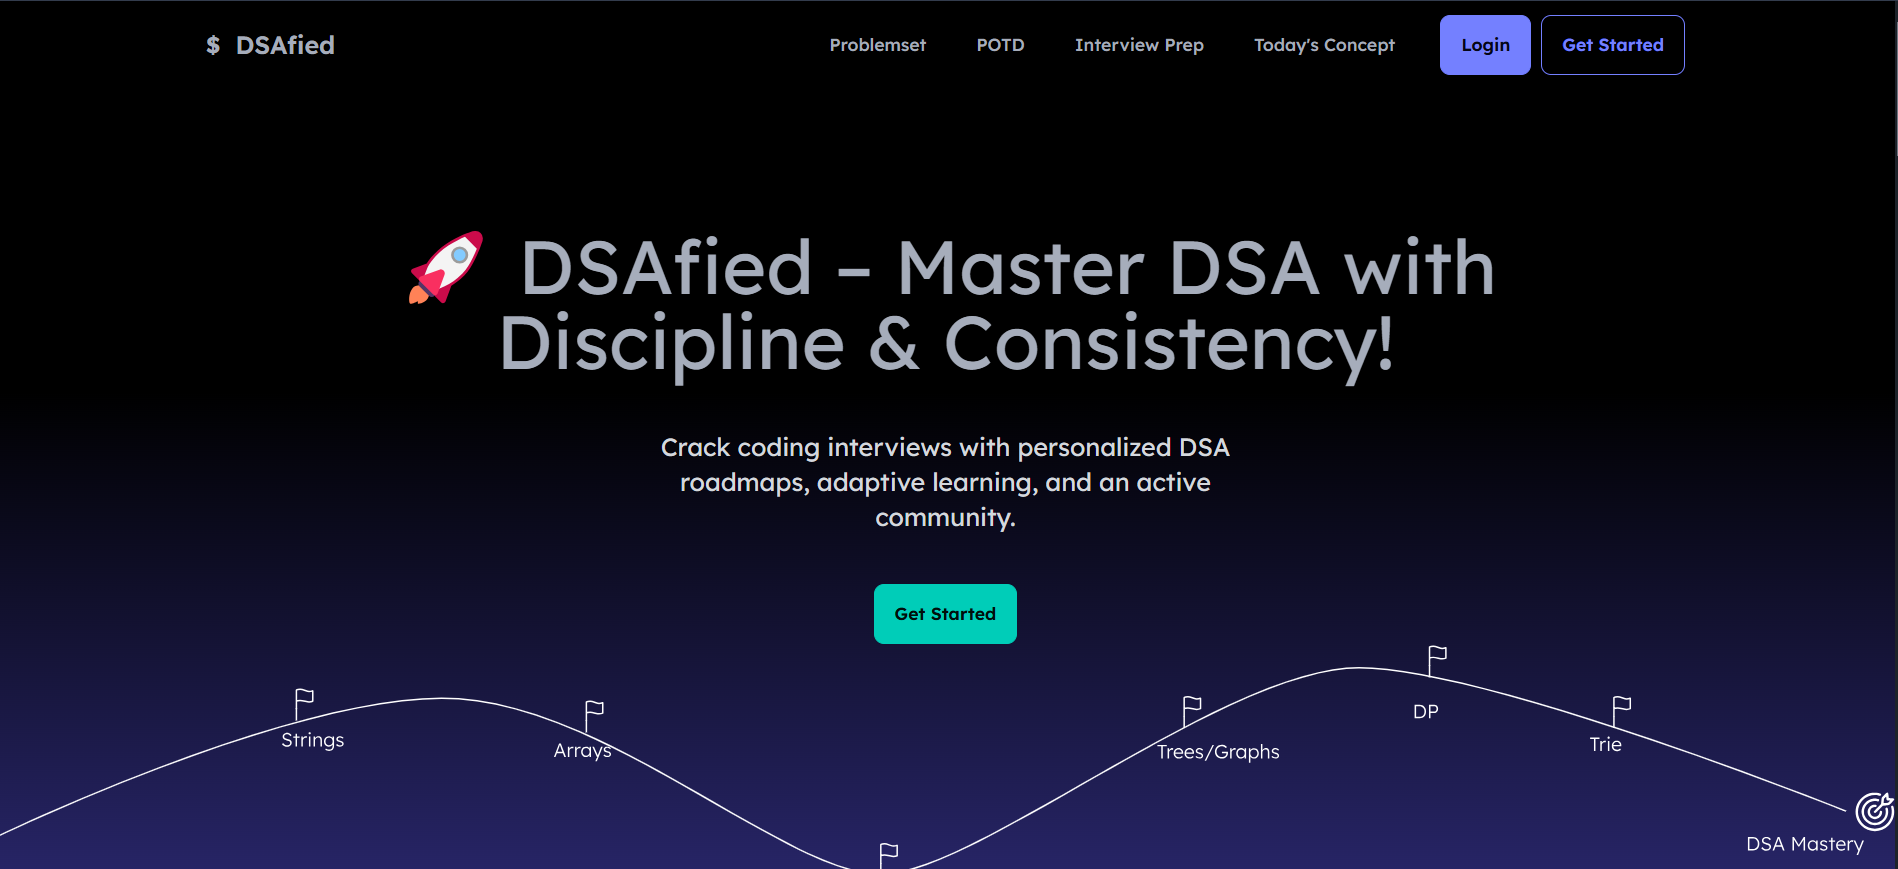 $ DSAfied
Problemset
POTD
Interview Prep
Today's Concept
Login
Get Started
DSAfied – Master DSA with
Discipline & Consistency!
Crack coding interviews with personalized DSA
roadmaps, adaptive learning, and an active
community.
Get Started
Strings
Arrays
Trees/Graphs
DP
Trie
DSA Mastery